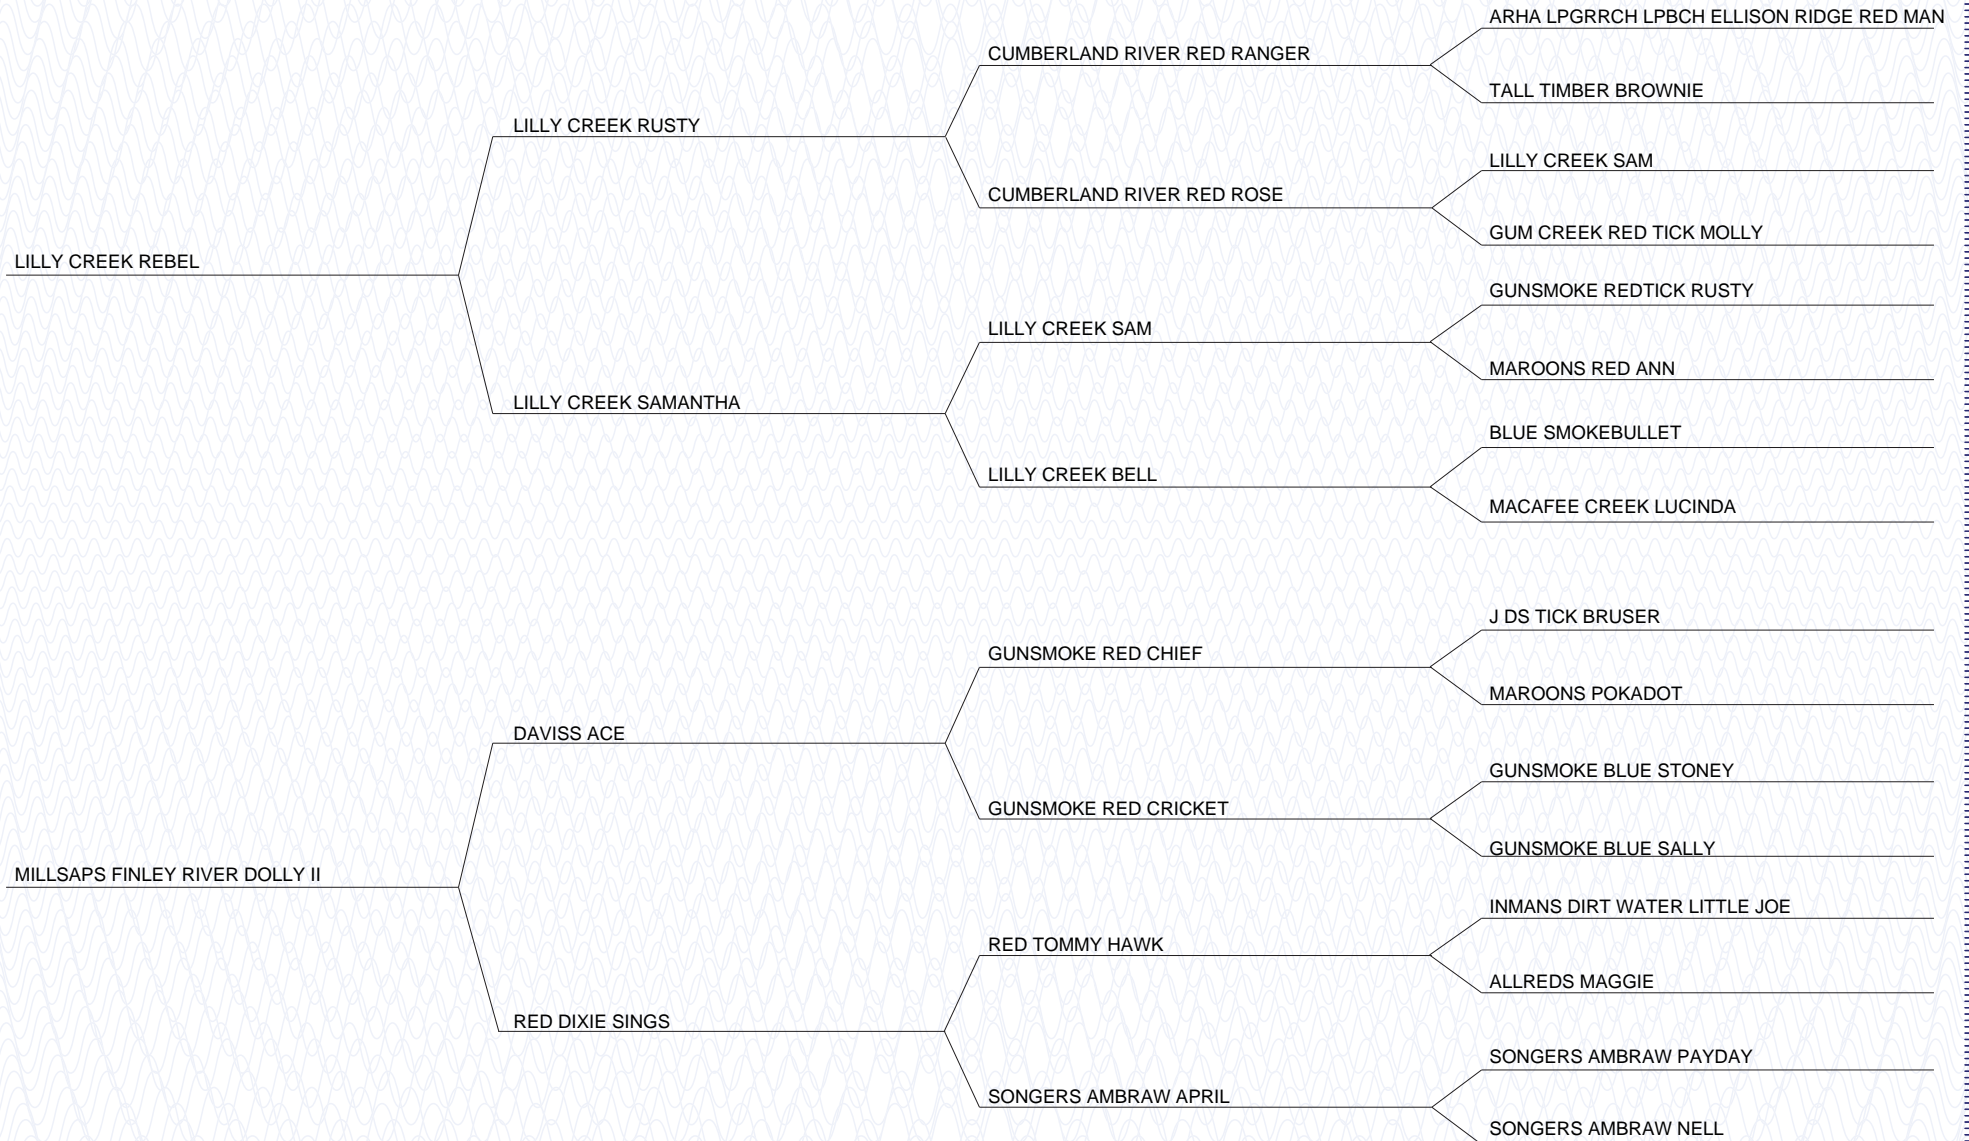 ARHA LPGRRCH LPBCH ELLISON RIDGE RED MAN
CUMBERLAND RIVER RED RANGER
TALL TIMBER BROWNIE
LILLY CREEK RUSTY
LILLY CREEK SAM
CUMBERLAND RIVER RED ROSE
GUM CREEK RED TICK MOLLY
LILLY CREEK REBEL
GUNSMOKE REDTICK RUSTY
LILLY CREEK SAM
MAROONS RED ANN
LILLY CREEK SAMANTHA
BLUE SMOKEBULLET
LILLY CREEK BELL
MACAFEE CREEK LUCINDA
J DS TICK BRUSER
GUNSMOKE RED CHIEF
MAROONS POKADOT
DAVISS ACE
GUNSMOKE BLUE STONEY
GUNSMOKE RED CRICKET
GUNSMOKE BLUE SALLY
MILLSAPS FINLEY RIVER DOLLY II
INMANS DIRT WATER LITTLE JOE
RED TOMMY HAWK
ALLREDS MAGGIE
RED DIXIE SINGS
SONGERS AMBRAW PAYDAY
SONGERS AMBRAW APRIL
SONGERS AMBRAW NELL